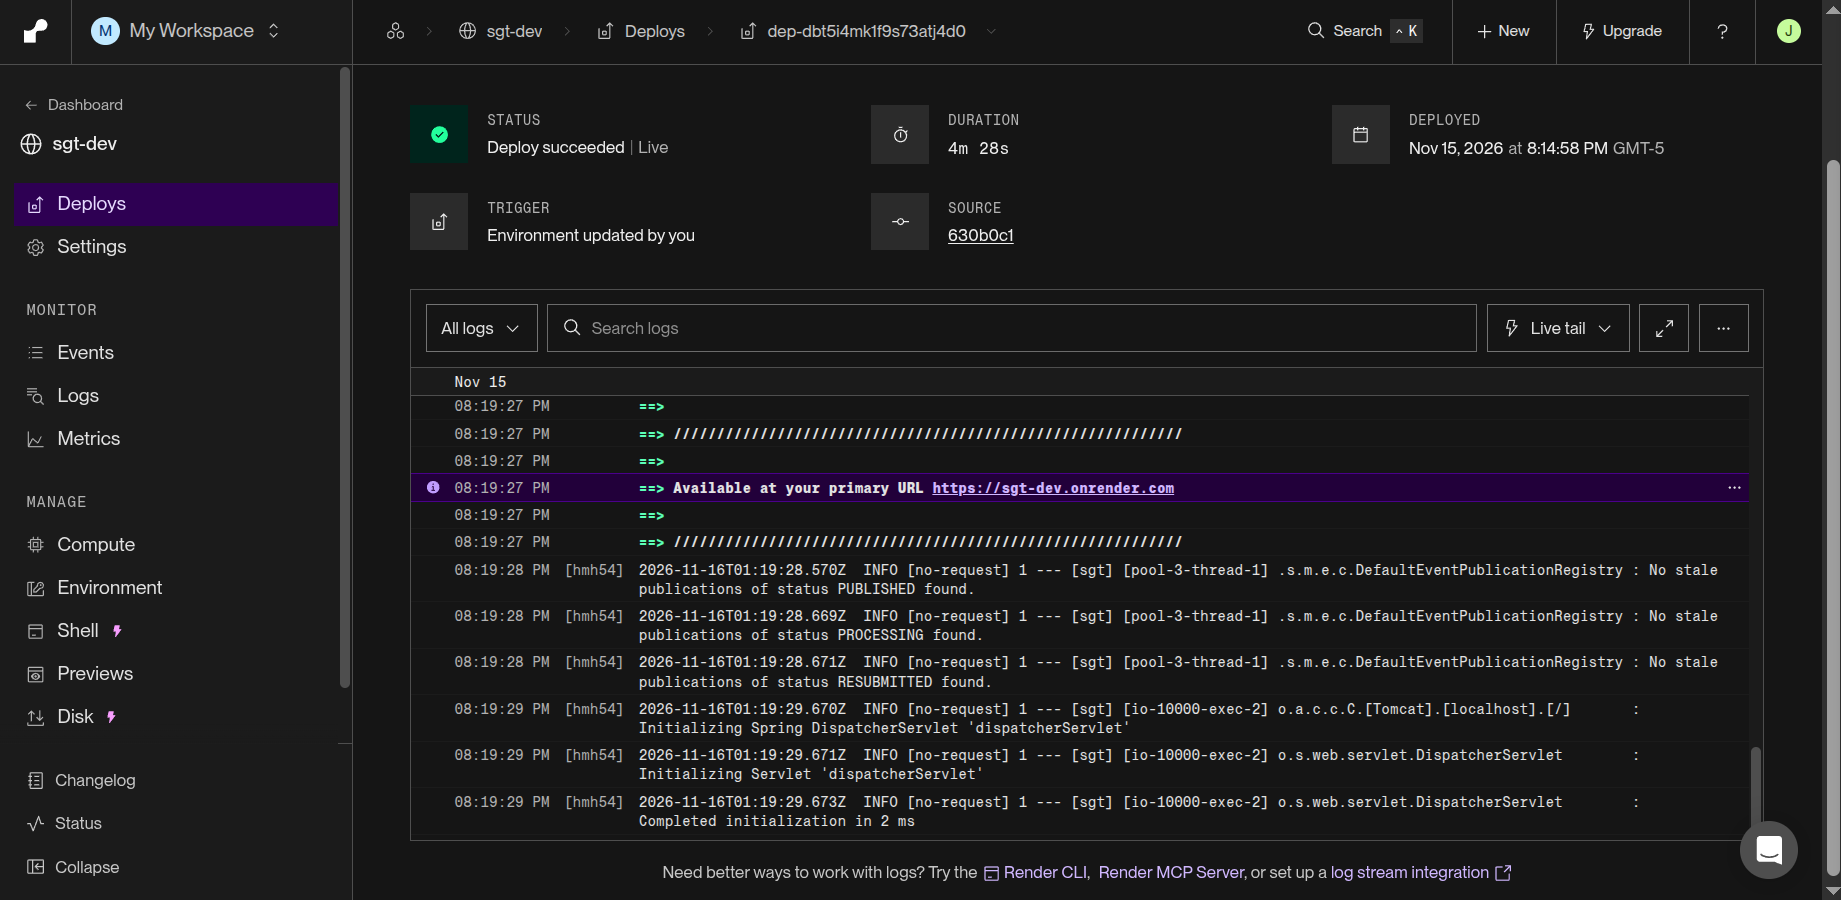 M My Workspace
sgt-dev
Deploys
dep-dbt5i4mk1f9s73atj4d0
Search ^ K
New
Upgrade
?
J
Dashboard
sgt-dev
Deploys
Settings
MONITOR
Events
Logs
Metrics
MANAGE
Compute
Environment
Shell
Previews
Disk
Changelog
Status
Collapse
STATUS
Deploy succeeded | Live
DURATION
4m 28s
DEPLOYED
Nov 15, 2026 at 8:14:58 PM GMT-5
TRIGGER
Environment updated by you
SOURCE
630b0c1
All logs
Search logs
Live tail
Nov 15
08:19:27 PM ==>
08:19:27 PM ==> ///////////////////////////////////////////////////////////
08:19:27 PM ==>
08:19:27 PM ==> Available at your primary URL https://sgt-dev.onrender.com
08:19:27 PM ==>
08:19:27 PM ==> ///////////////////////////////////////////////////////////
08:19:28 PM [hmh54] 2026-11-16T01:19:28.570Z INFO [no-request] 1 --- [sgt] [pool-3-thread-1] .s.m.e.c.DefaultEventPublicationRegistry : No stale
publications of status PUBLISHED found.
08:19:28 PM [hmh54] 2026-11-16T01:19:28.669Z INFO [no-request] 1 --- [sgt] [pool-3-thread-1] .s.m.e.c.DefaultEventPublicationRegistry : No stale
publications of status PROCESSING found.
08:19:28 PM [hmh54] 2026-11-16T01:19:28.671Z INFO [no-request] 1 --- [sgt] [pool-3-thread-1] .s.m.e.c.DefaultEventPublicationRegistry : No stale
publications of status RESUBMITTED found.
08:19:29 PM [hmh54] 2026-11-16T01:19:29.670Z INFO [no-request] 1 --- [sgt] [io-10000-exec-2] o.a.c.c.C.[Tomcat].[localhost].[/] :
Initializing Spring DispatcherServlet 'dispatcherServlet'
08:19:29 PM [hmh54] 2026-11-16T01:19:29.671Z INFO [no-request] 1 --- [sgt] [io-10000-exec-2] o.s.web.servlet.DispatcherServlet :
Initializing Servlet 'dispatcherServlet'
08:19:29 PM [hmh54] 2026-11-16T01:19:29.673Z INFO [no-request] 1 --- [sgt] [io-10000-exec-2] o.s.web.servlet.DispatcherServlet :
Completed initialization in 2 ms
Need better ways to work with logs? Try the Render CLI, Render MCP Server, or set up a log stream integration